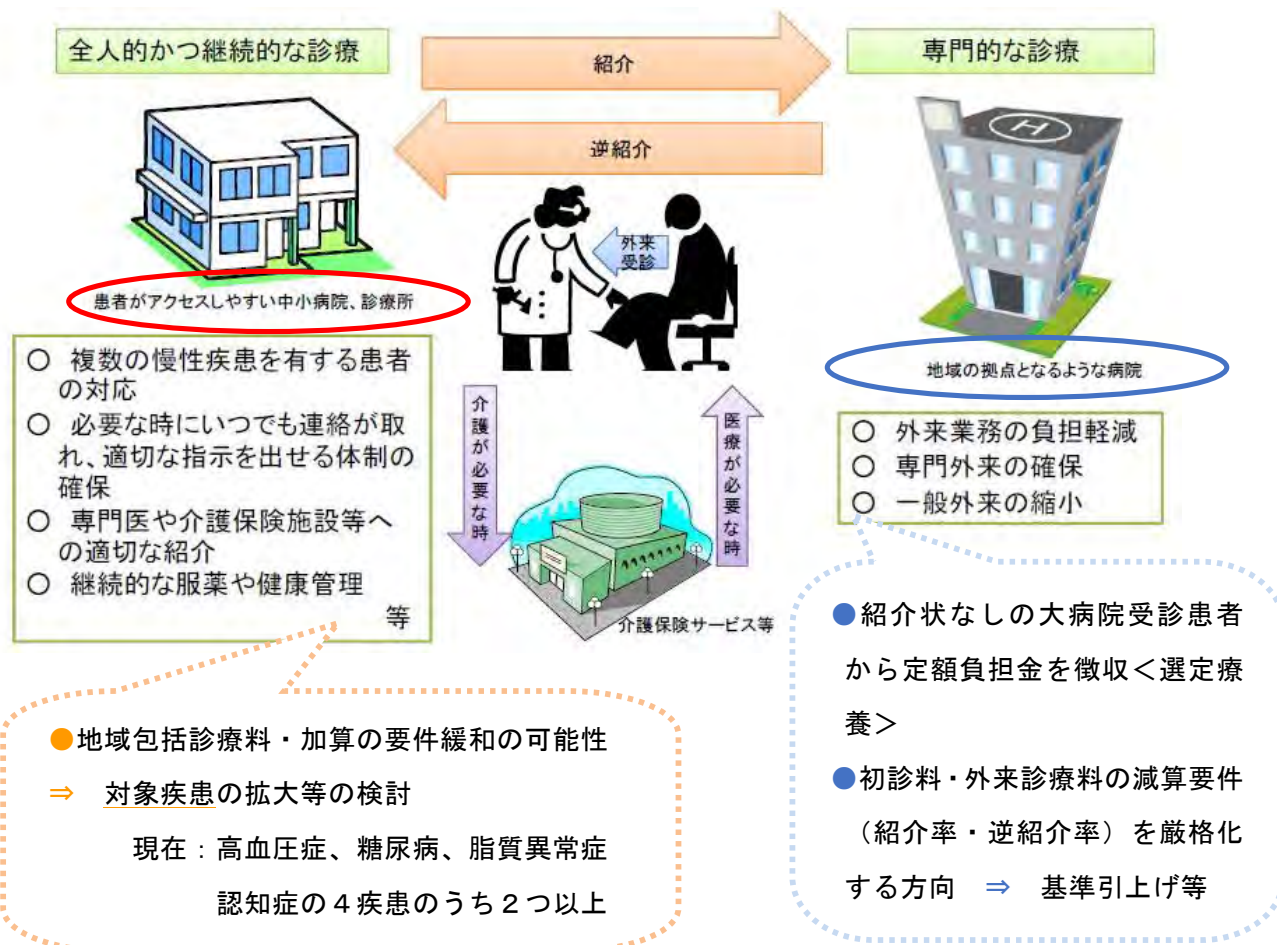 全人的かつ継続的な診療
紹介
専門的な診療
逆紹介
H
外来
受診
患者がアクセスしやすい中小病院、診療所
地域の拠点となるような病院
○ 複数の慢性疾患を有する患者
の対応
○ 必要な時にいつでも連絡が取
れ、適切な指示を出せる体制の
確保
○ 専門医や介護保険施設等へ
の適切な紹介
○ 継続的な服薬や健康管理
等
介護が必要な時
医療が必要な時
介護保険サービス等
○ 外来業務の負担軽減
○ 専門外来の確保
○ 一般外来の縮小
●地域包括診療料・加算の要件緩和の可能性
⇒ 対象疾患の拡大等の検討
現在：高血圧症、糖尿病、脂質異常症
認知症の４疾患のうち２つ以上
●紹介状なしの大病院受診患者
から定額負担金を徴収＜選定療
養＞
●初診料・外来診療料の減算要件
（紹介率・逆紹介率）を厳格化
する方向 ⇒ 基準引上げ等